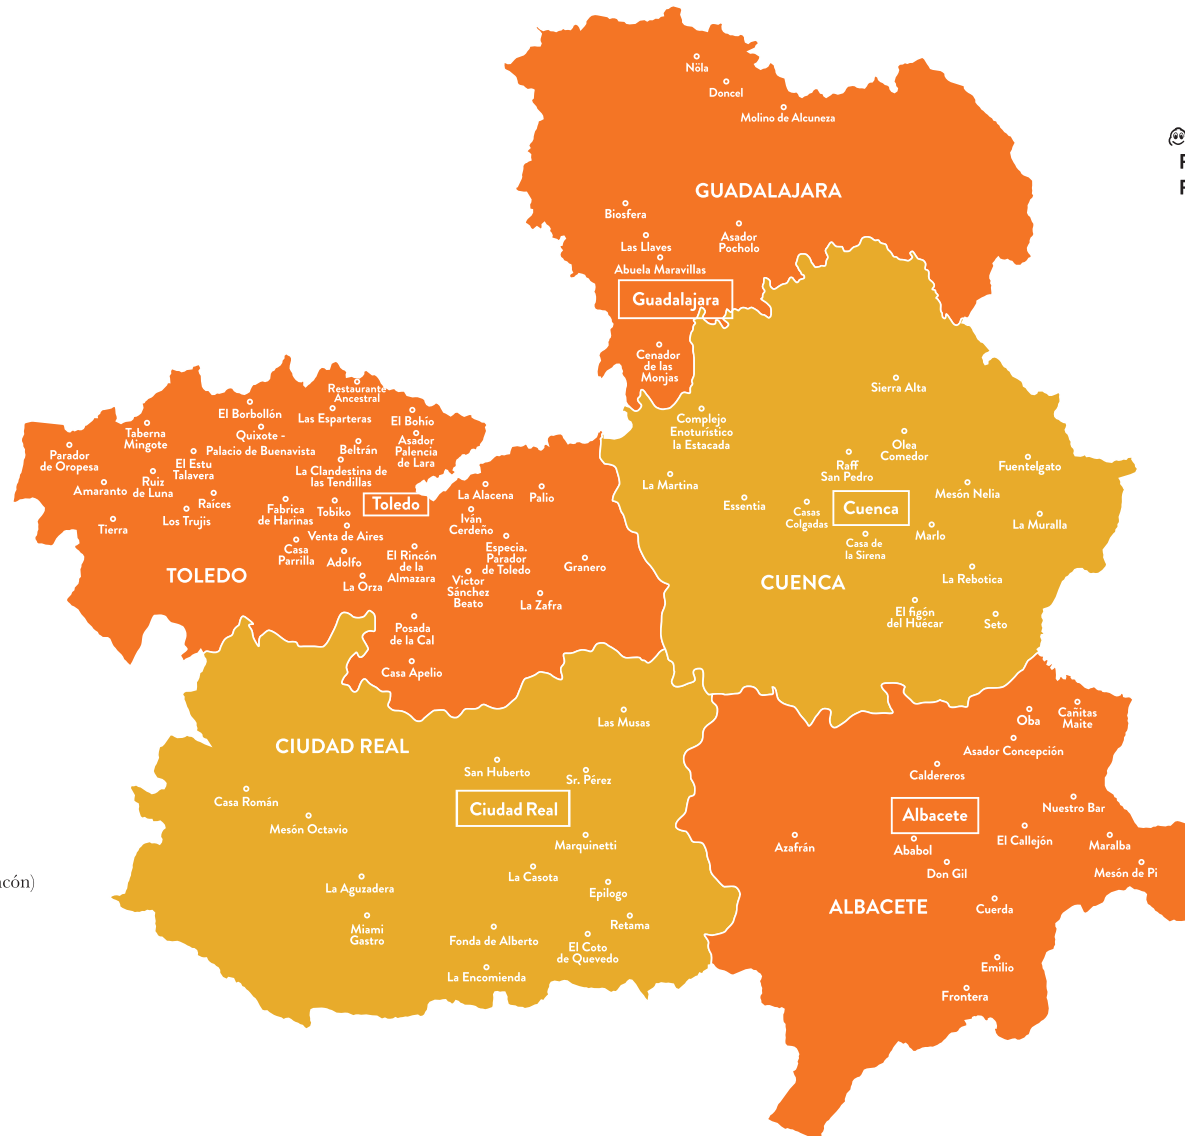 Nöla
Doncel
Molino de Alcuneza
GUADALAJARA
Biosfera
Las Llaves
Asador
Pocholo
Abuela Maravillas
Guadalajara
Cenador
de las
Monjas
Sierra Alta
Complejo
Enoturístico
la Estacada
Olea
Comedor
Raff
San Pedro
Fuentelgato
La Martina
Mesón Nelia
Essentia
Casas
Colgadas
Cuenca
La Muralla
Marlo
Casa de
la Sirena
CUENCA
La Rebotica
El figón
del Huécar
Seto
Restaurante
Ancestral
El Borbollón
Las Esparteras
El Bohío
Taberna
Mingote
Quixote -
Palacio de Buenavista
Beltrán
Asador
Palencia
de Lara
Parador
de Oropesa
El Estu
Talavera
La Clandestina de
las Tendillas
Amaranto
Ruiz
de Luna
Raíces
Toledo
La Alacena
Palio
Tierra
Los Trujis
Fabrica
de Harinas
Tobiko
Iván
Cerdeño
Venta de Aires
Casa
Parrilla
Adolfo
El Rincón
de la
Almazara
Especia.
Parador
de Toledo
Granero
TOLEDO
La Orza
Victor
Sánchez
Beato
La Zafra
Posada
de la Cal
Casa Apelio
Las Musas
CIUDAD REAL
San Huberto
Sr. Pérez
Casa Román
Ciudad Real
Mesón Octavio
Marquinetti
La Casota
La Aguzadera
Epílogo
Miami
Gastro
Retama
Fonda de Alberto
El Coto
de Quevedo
La Encomienda
Oba
Cañitas
Maite
Asador Concepción
Caldereros
Nuestro Bar
Albacete
Azafrán
Ababol
El Callejón
Maralba
Don Gil
Mesón de Pi
ALBACETE
Cuerda
Emilio
Frontera
cón)